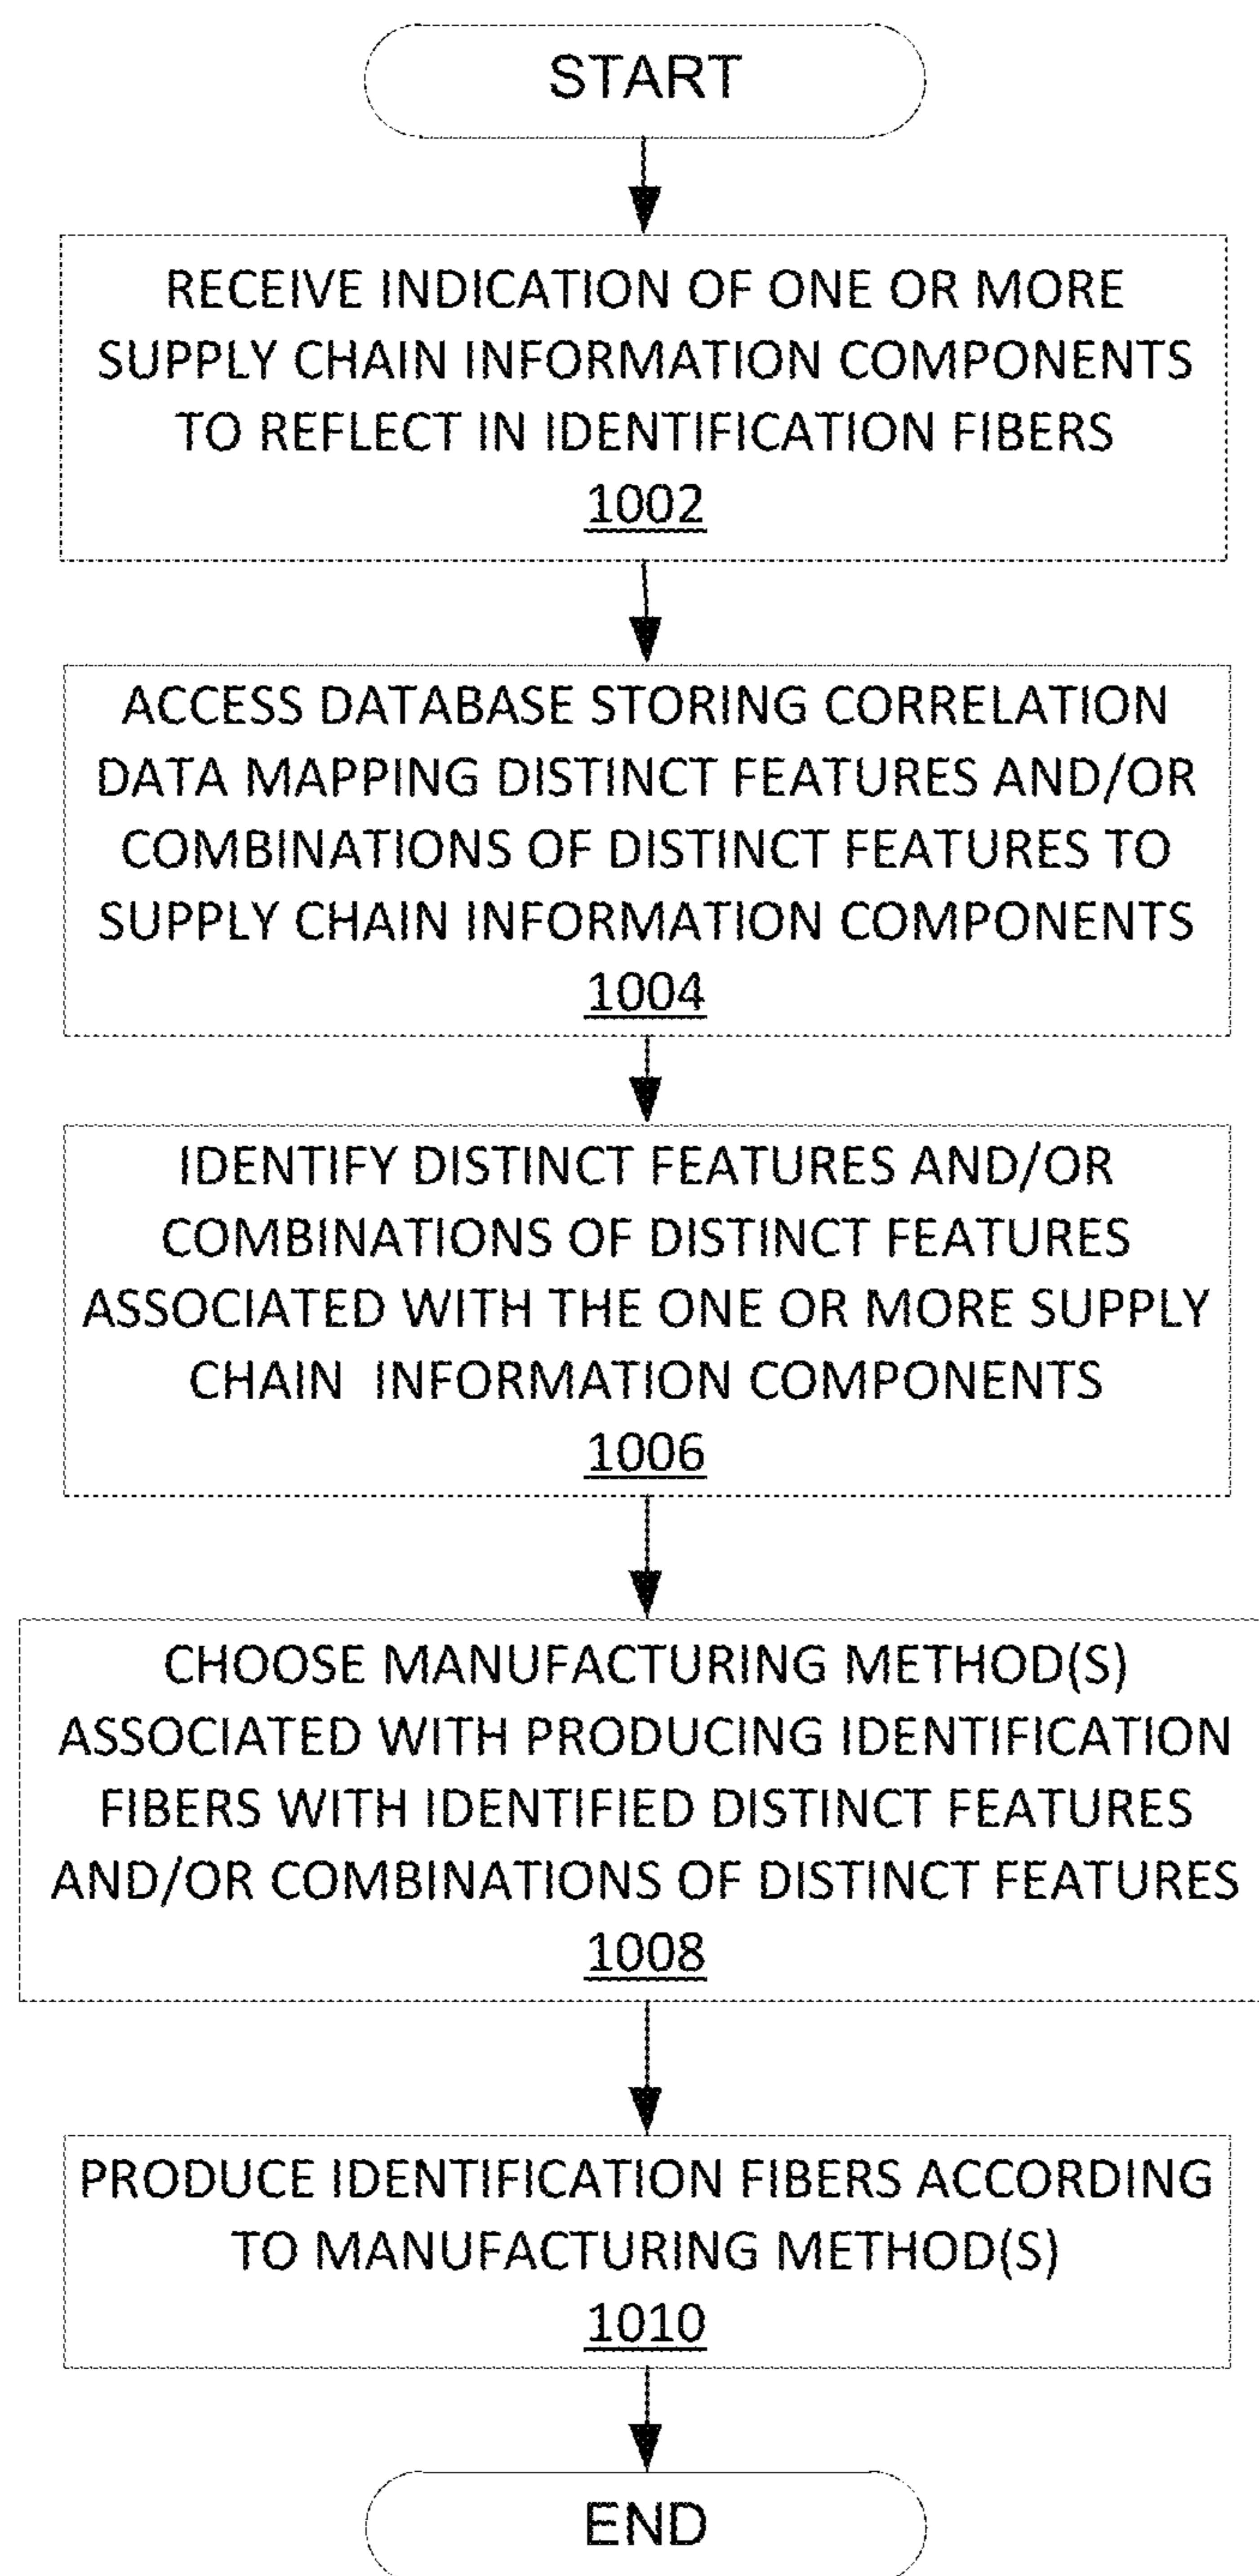 START
RECEIVE INDICATION OF ONE OR MORE
SUPPLY CHAIN INFORMATION COMPONENTS
TO REFLECT IN IDENTIFICATION FIBERS
1002
ACCESS DATABASE STORING CORRELATION
DATA MAPPING DISTINCT FEATURES AND/OR
COMBINATIONS OF DISTINCT FEATURES TO
SUPPLY CHAIN INFORMATION COMPONENTS
1004
IDENTIFY DISTINCT FEATURES AND/OR
COMBINATIONS OF DISTINCT FEATURES
ASSOCIATED WITH THE ONE OR MORE SUPPLY
CHAIN INFORMATION COMPONENTS
1006
CHOOSE MANUFACTURING METHOD(S)
ASSOCIATED WITH PRODUCING IDENTIFICATION
FIBERS WITH IDENTIFIED DISTINCT FEATURES
AND/OR COMBINATIONS OF DISTINCT FEATURES
1008
PRODUCE IDENTIFICATION FIBERS ACCORDING
TO MANUFACTURING METHOD(S)
1010
END